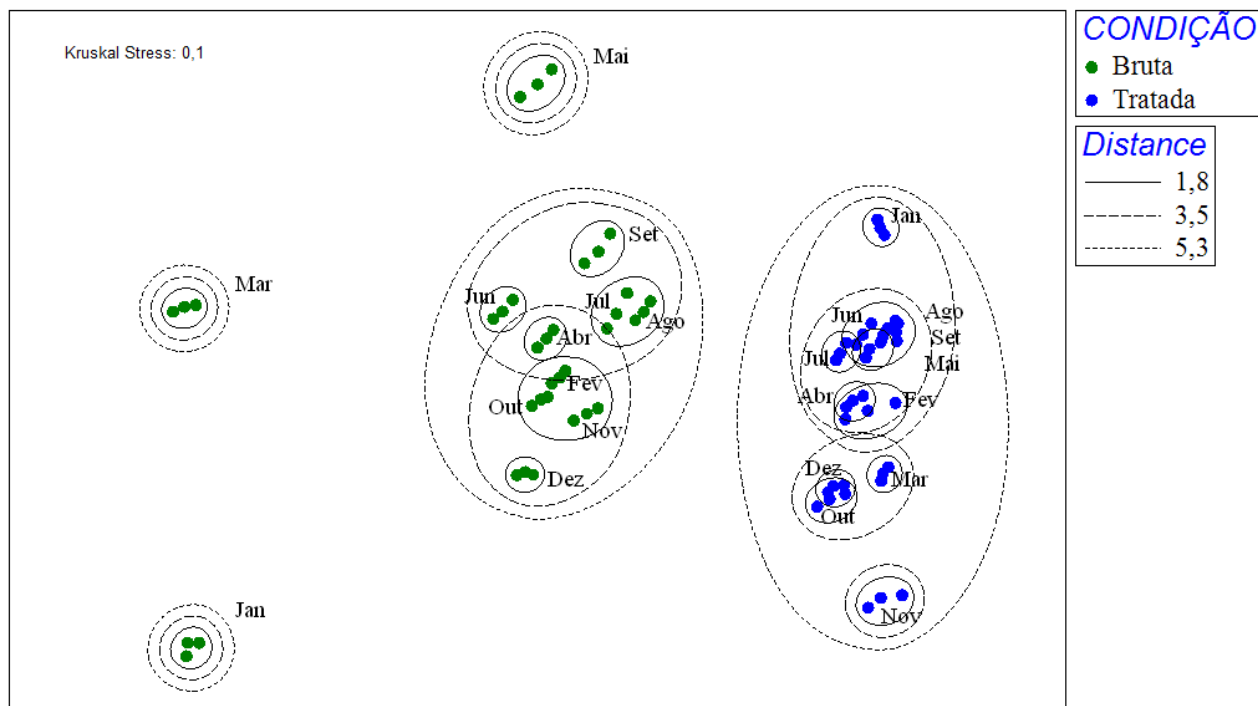 Kruskal Stress: 0,1
Mai
Mar
Jan
Set
Jun
Jul
Ago
Abr
Fev
Out
Nov
Dez
Jan
Jun
Ago
Set
Jul
Mai
Abr
Fev
Dez
Mar
Out
Nov
CONDIÇÃO
Bruta
Tratada
Distance
1,8
3,5
5,3